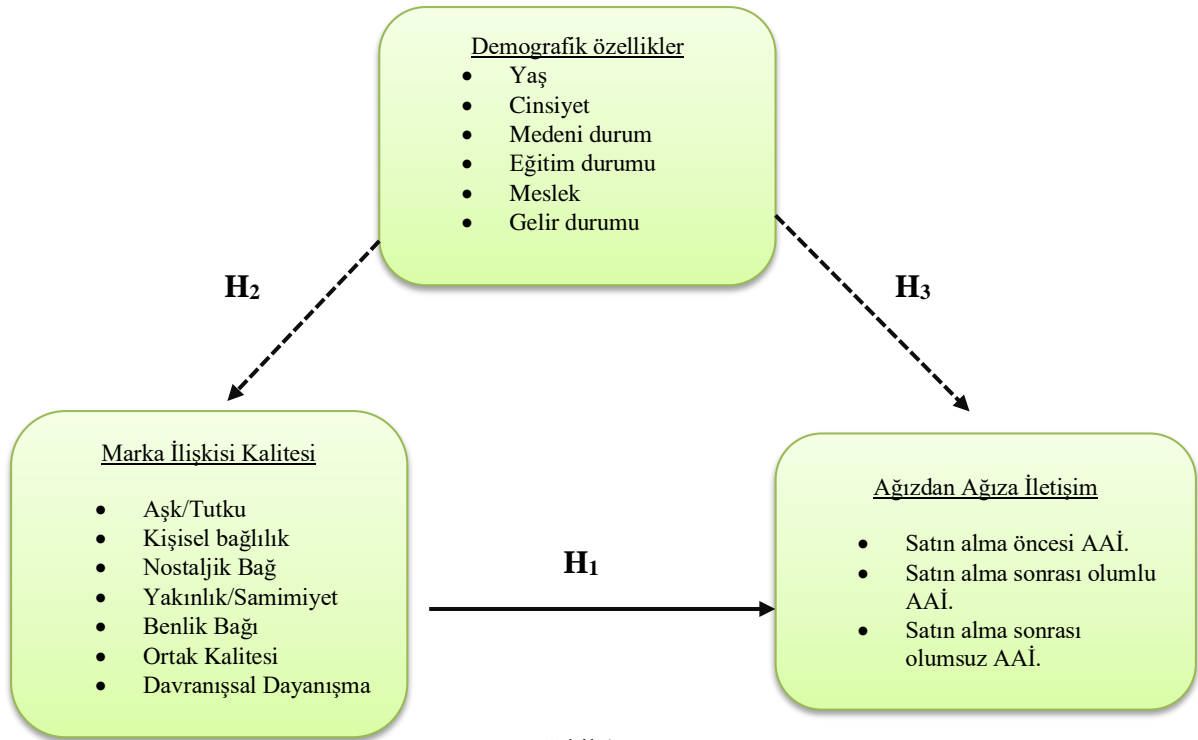 Demografik özellikler
• Yaş
• Cinsiyet
• Medeni durum
• Eğitim durumu
• Meslek
• Gelir durumu
H2
H3
Marka İlişkisi Kalitesi
• Aşk/Tutku
• Kişisel bağlılık
• Nostaljik Bağ
• Yakınlık/Samimiyet
• Benlik Bağı
• Ortak Kalitesi
• Davranışsal Dayanışma
H1
Ağızdan Ağıza İletişim
• Satın alma öncesi AAİ.
• Satın alma sonrası olumlu
AAİ.
• Satın alma sonrası
olumsuz AAİ.